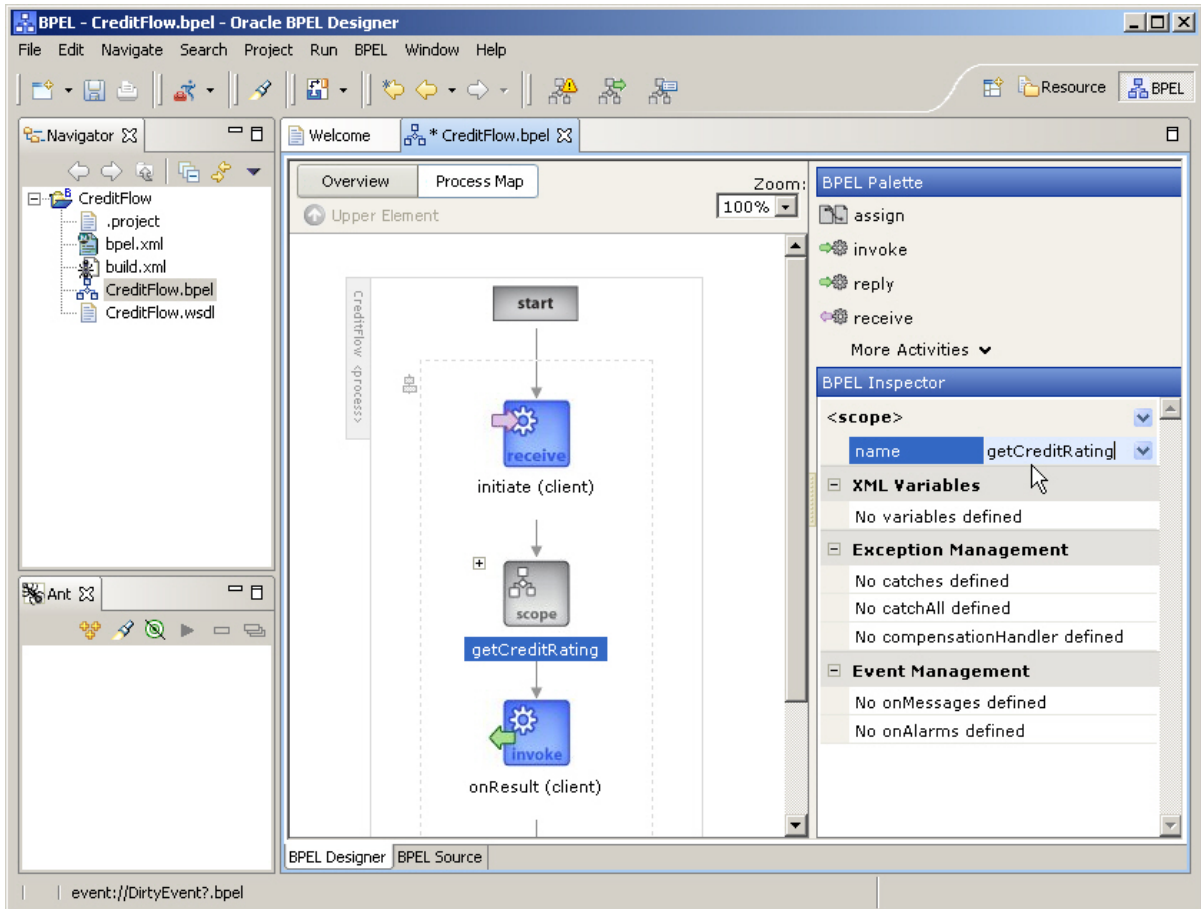 BPEL - CreditFlow.bpel - Oracle BPEL Designer
File Edit Navigate Search Project Run BPEL Window Help
Resource BPEL
Navigator
CreditFlow
.project
bpel.xml
build.xml
CreditFlow.bpel
CreditFlow.wsdl
Ant
Welcome * CreditFlow.bpel
Overview Process Map
Zoom:
Upper Element 100%
CreditFlow <process>
start
receive
initiate (client)
scope
getCreditRating
invoke
onResult (client)
BPEL Designer BPEL Source
BPEL Palette
assign
invoke
reply
receive
More Activities
BPEL Inspector
<scope>
name getCreditRating
XML Variables
No variables defined
Exception Management
No catches defined
No catchAll defined
No compensationHandler defined
Event Management
No onMessages defined
No onAlarms defined
event://DirtyEvent?.bpel